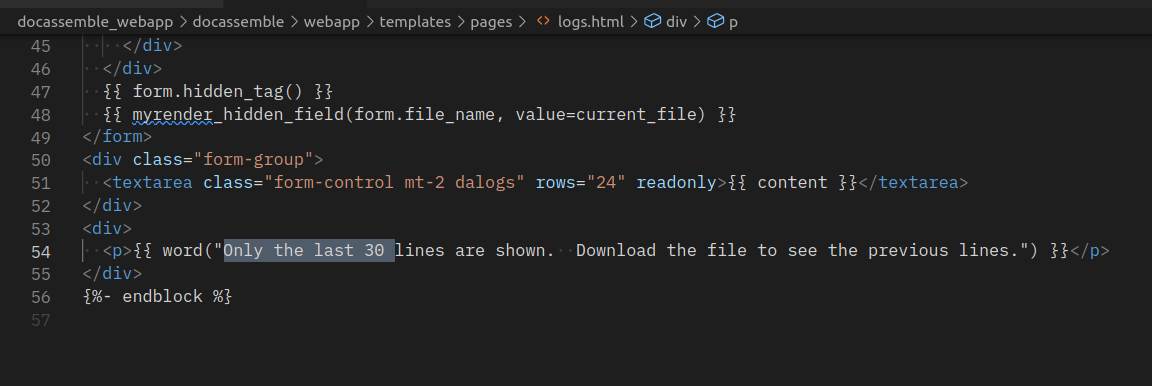 docassemble_webapp > docassemble > webapp > templates > pages > <> logs.html > div > p
45 </div>
46 </div>
47 {{ form.hidden_tag() }}
48 {{ myrender_hidden_field(form.file_name, value=current_file) }}
49 </form>
50 <div class="form-group">
51 <textarea class="form-control mt-2 dalogs" rows="24" readonly>{{ content }}</textarea>
52 </div>
53 <div>
54 <p>{{ word("Only the last 30 lines are shown.  Download the file to see the previous lines.") }}</p>
55 </div>
56 {%- endblock %}
57